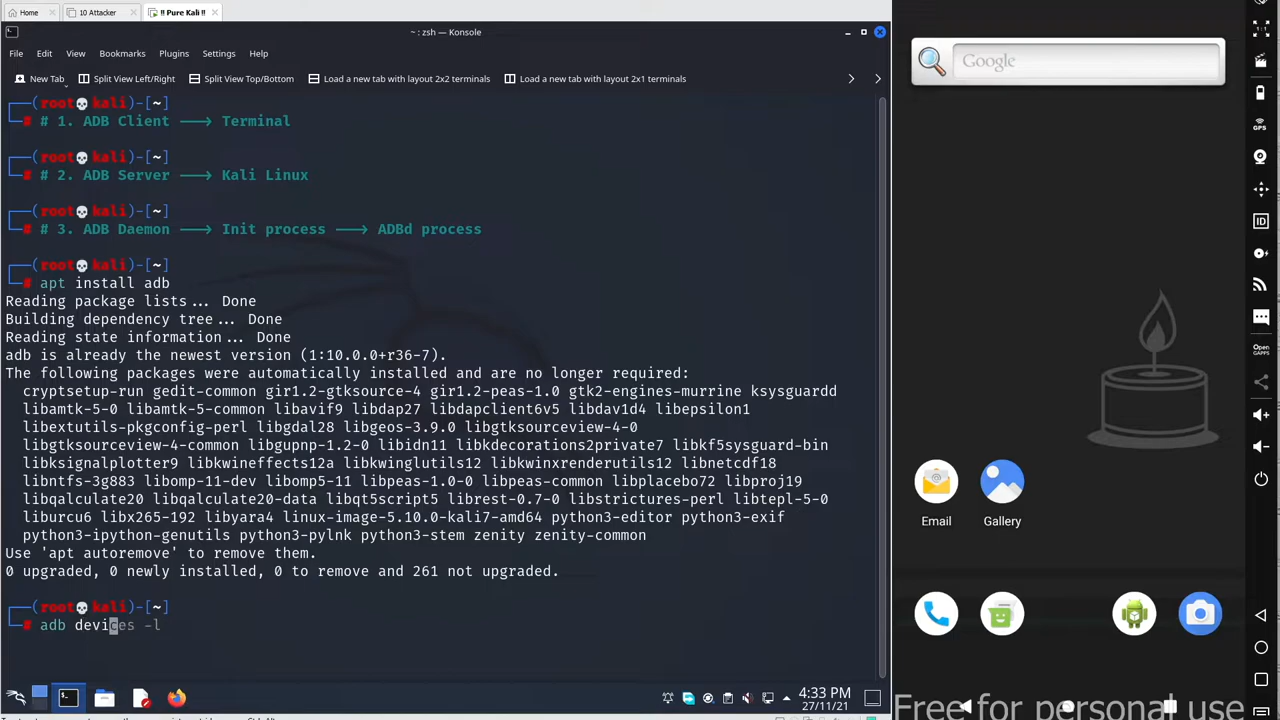 Home 10 Attacker !! Pure Kali !!
~ : zsh — Konsole
File Edit View Bookmarks Plugins Settings Help
New Tab Split View Left/Right Split View Top/Bottom Load a new tab with layout 2x2 terminals Load a new tab with layout 2x1 terminals
┌──(root💀kali)-[~]
└─# # 1. ADB Client ——> Terminal
┌──(root💀kali)-[~]
└─# # 2. ADB Server ——> Kali Linux
┌──(root💀kali)-[~]
└─# # 3. ADB Daemon ——> Init process ——> ADBd process
┌──(root💀kali)-[~]
└─# apt install adb
Reading package lists... Done
Building dependency tree... Done
Reading state information... Done
adb is already the newest version (1:10.0.0+r36-7).
The following packages were automatically installed and are no longer required:
cryptsetup-run gedit-common gir1.2-gtksource-4 gir1.2-peas-1.0 gtk2-engines-murrine ksysguardd
libamtk-5-0 libamtk-5-common libavif9 libdap27 libdapclient6v5 libdav1d4 libepsilon1
libextutils-pkgconfig-perl libgdal28 libgeos-3.9.0 libgtksourceview-4-0
libgtksourceview-4-common libgupnp-1.2-0 libidn11 libkdecorations2private7 libkf5sysguard-bin
libksignalplotter9 libkwineffects12a libkwinglutils12 libkwinxrenderutils12 libnetcdf18
libntfs-3g883 libomp-11-dev libomp5-11 libpeas-1.0-0 libpeas-common libplacebo72 libproj19
libqalculate20 libqalculate20-data libqt5script5 librest-0.7-0 libstrictures-perl libtepl-5-0
liburcu6 libx265-192 libyara4 linux-image-5.10.0-kali7-amd64 python3-editor python3-exif
python3-ipython-genutils python3-pylnk python3-stem zenity zenity-common
Use 'apt autoremove' to remove them.
0 upgraded, 0 newly installed, 0 to remove and 261 not upgraded.
┌──(root💀kali)-[~]
└─# adb devices -l
4:33 PM
27/11/21
Google
Email Gallery
Free for personal use
1:1
GPS
ID
Open
GAPPS